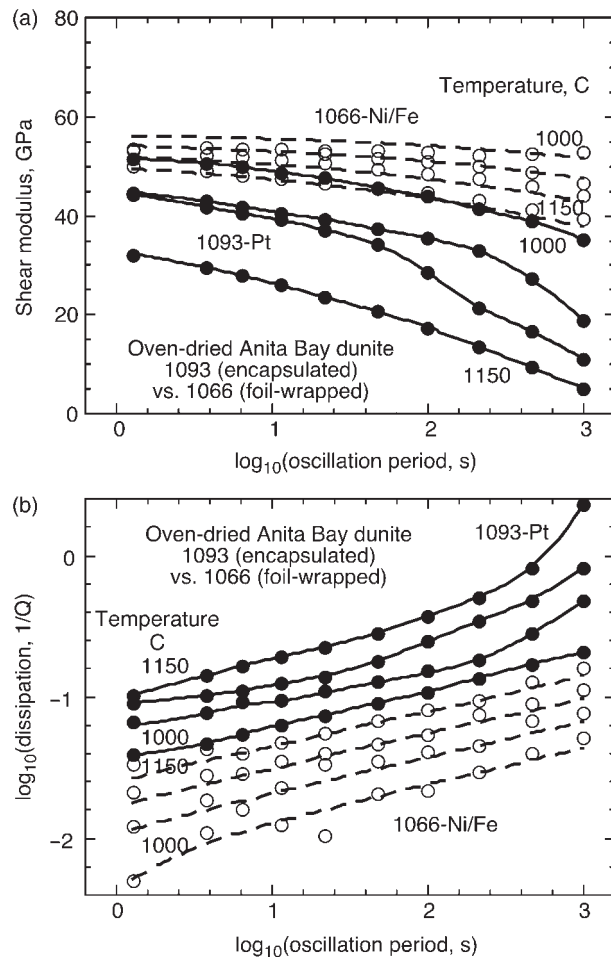 (a)
80
Temperature, C
1066-Ni/Fe
1000
60
1150
1000
40
1093-Pt
20
Oven-dried Anita Bay dunite
1093 (encapsulated)
vs. 1066 (foil-wrapped)
1150
0
Shear modulus, GPa
0 1 2 3
log10(oscillation period, s)
(b)
Oven-dried Anita Bay dunite
1093 (encapsulated)
vs. 1066 (foil-wrapped)
1093-Pt
0
Temperature
C
1150
−1
1000
1150
1000
1066-Ni/Fe
−2
log10(dissipation, 1/Q)
0 1 2 3
log10(oscillation period, s)